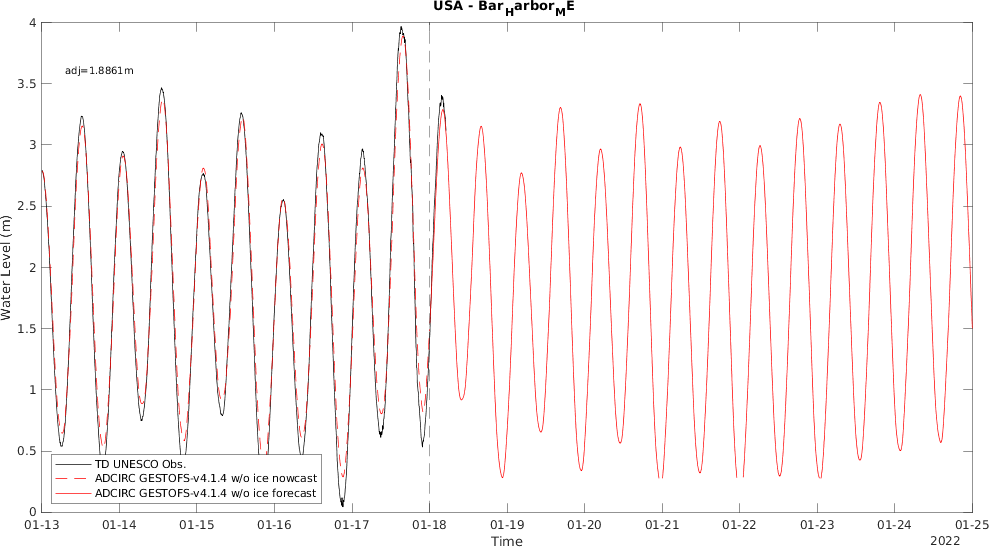 USA - Bar_Harbor_ME
4
adj=1.8861m
3.5
3
2.5
2
1.5
1
0.5
0
Water Level (m)
TD UNESCO Obs.
ADCIRC GESTOFS-v4.1.4 w/o ice nowcast
ADCIRC GESTOFS-v4.1.4 w/o ice forecast
01-13 01-14 01-15 01-16 01-17 01-18 01-19 01-20 01-21 01-22 01-23 01-24 01-25
Time
2022